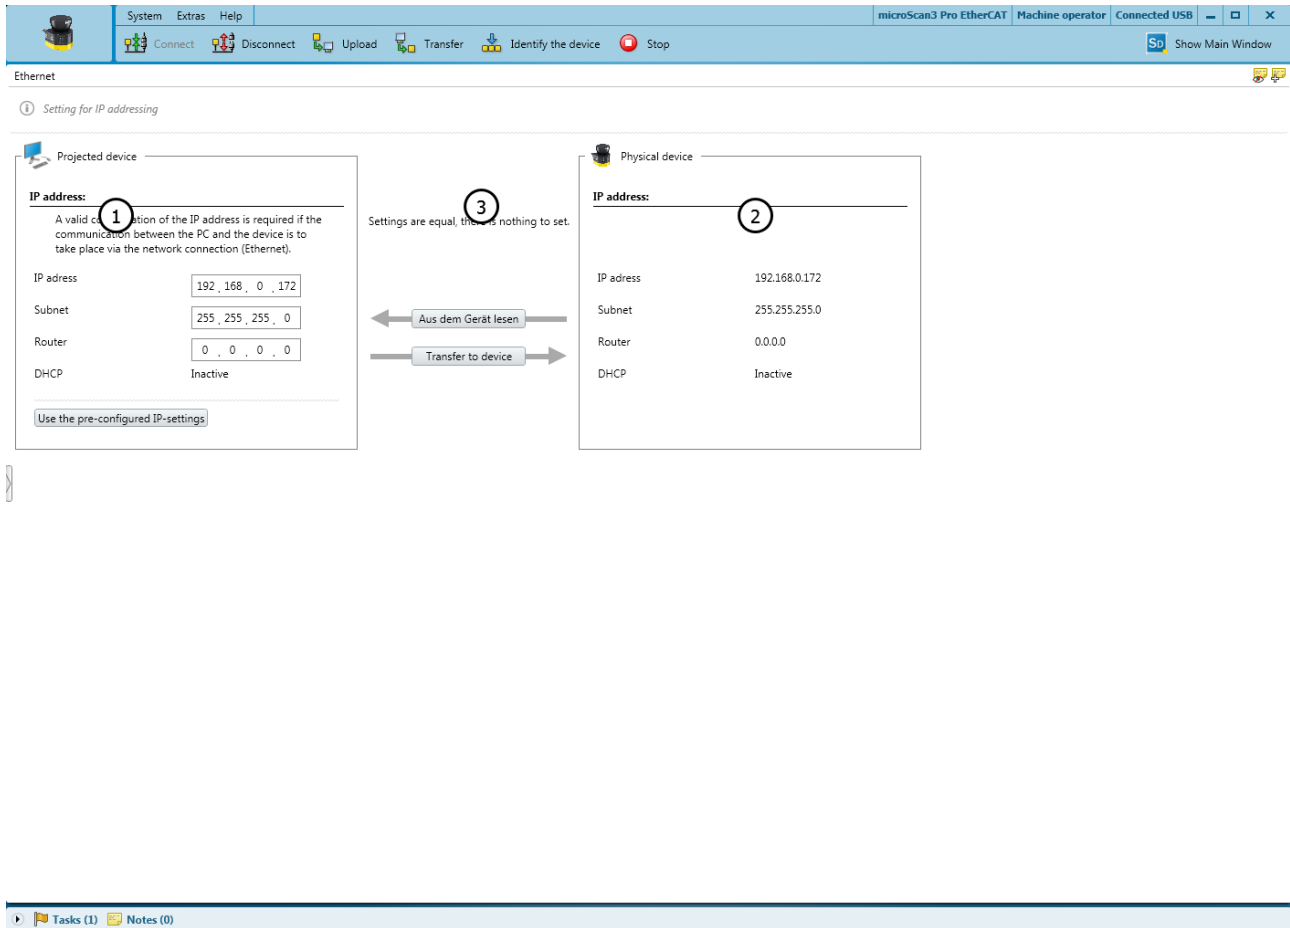 System Extras Help
microScan3 Pro EtherCAT Machine operator Connected USB
Connect Disconnect Upload Transfer Identify the device Stop
SD Show Main Window
Ethernet
Setting for IP addressing
Projected device
IP address:
1
A valid of the IP address is required if the
communication between the PC and the device is to
take place via the network connection (Ethernet).
IP adress 192 . 168 . 0 . 172
Subnet 255 . 255 . 255 . 0
Router 0 . 0 . 0 . 0
DHCP Inactive
Use the pre-configured IP-settings
3
Settings are equal, is nothing to set.
Aus dem Gerät lesen
Transfer to device
Physical device
IP address:
2
IP adress 192.168.0.172
Subnet 255.255.255.0
Router 0.0.0.0
DHCP Inactive
Tasks (1) Notes (0)